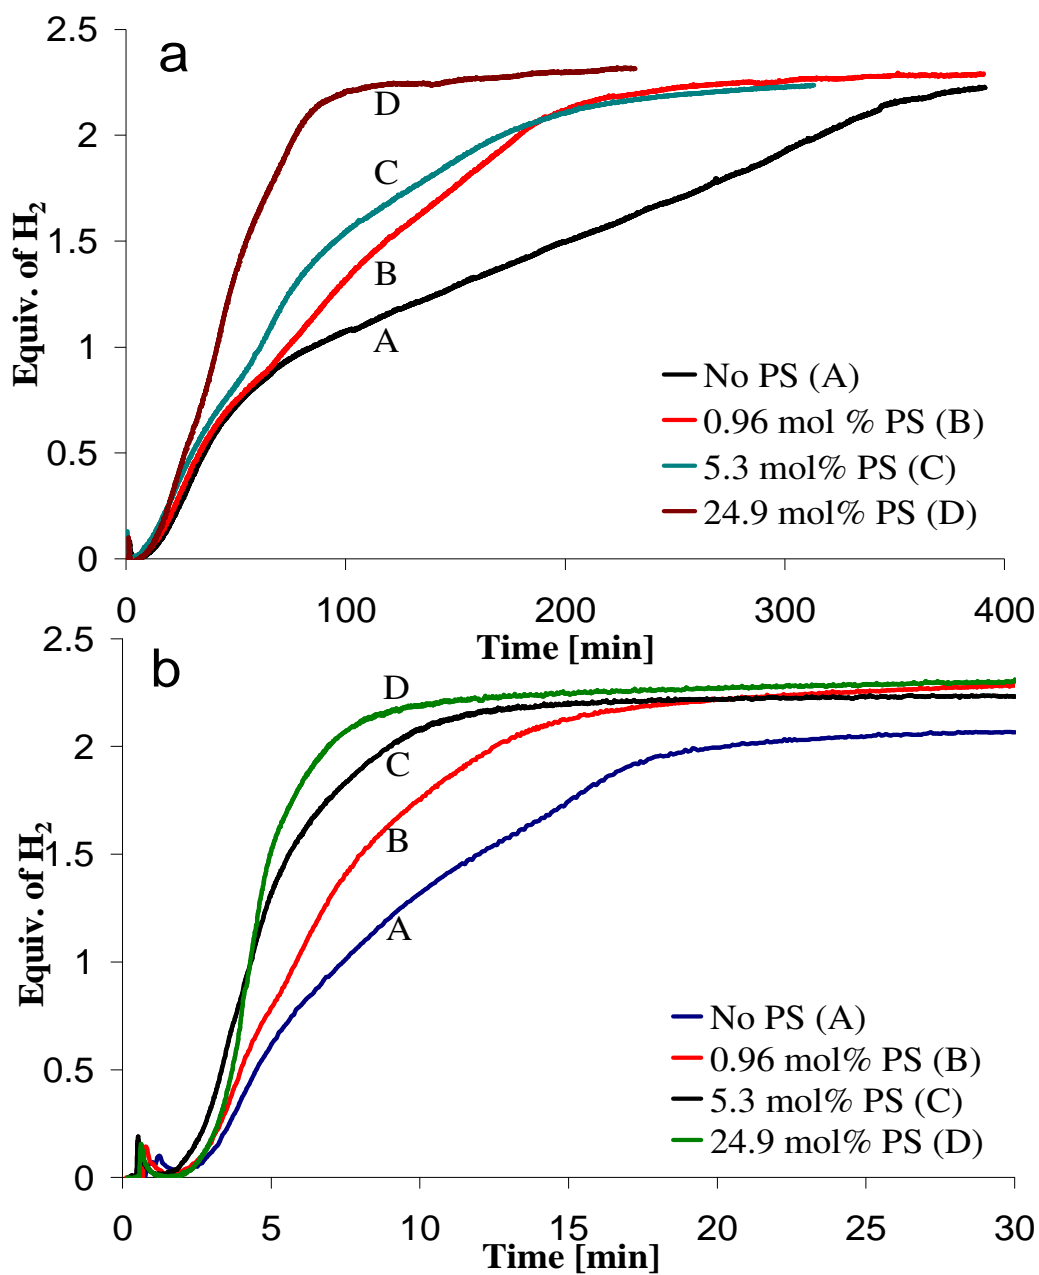 a
2.5
2
1.5
1
0.5
0
Equiv. of H2
D
C
B
A
No PS (A)
0.96 mol % PS (B)
5.3 mol% PS (C)
24.9 mol% PS (D)
0 100 200 300 400
Time [min]
b
2.5
2
1.5
1
0.5
0
Equiv. of H2
D
C
B
A
No PS (A)
0.96 mol% PS (B)
5.3 mol% PS (C)
24.9 mol% PS (D)
0 5 10 15 20 25 30
Time [min]